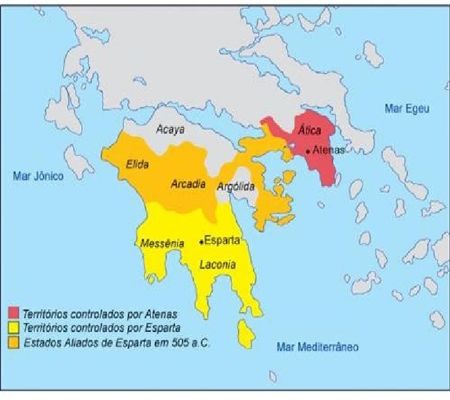 Mar Egeu
Acaya
Ática
Atenas
Elida
Mar Jônico
Arcadia
Argólida
Messênia
Esparta
Laconia
Territórios controlados por Atenas
Territórios controlados por Esparta
Estados Aliados de Esparta em 505 a.C.
Mar Mediterrâneo